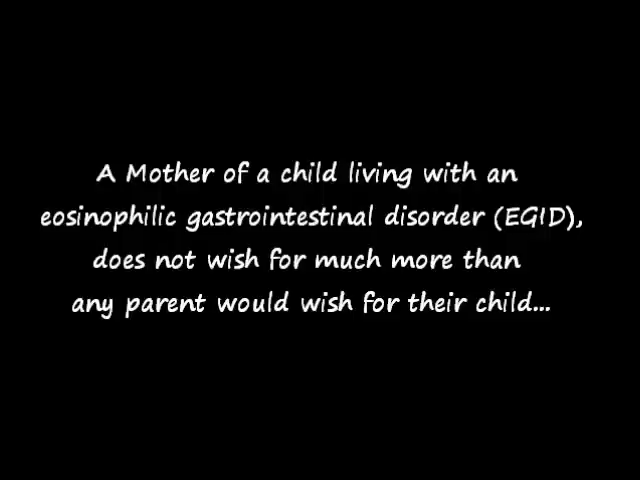 A Mother of a child living with an
eosinophilic gastrointestinal disorder (EGID),
does not wish for much more than
any parent would wish for their child...